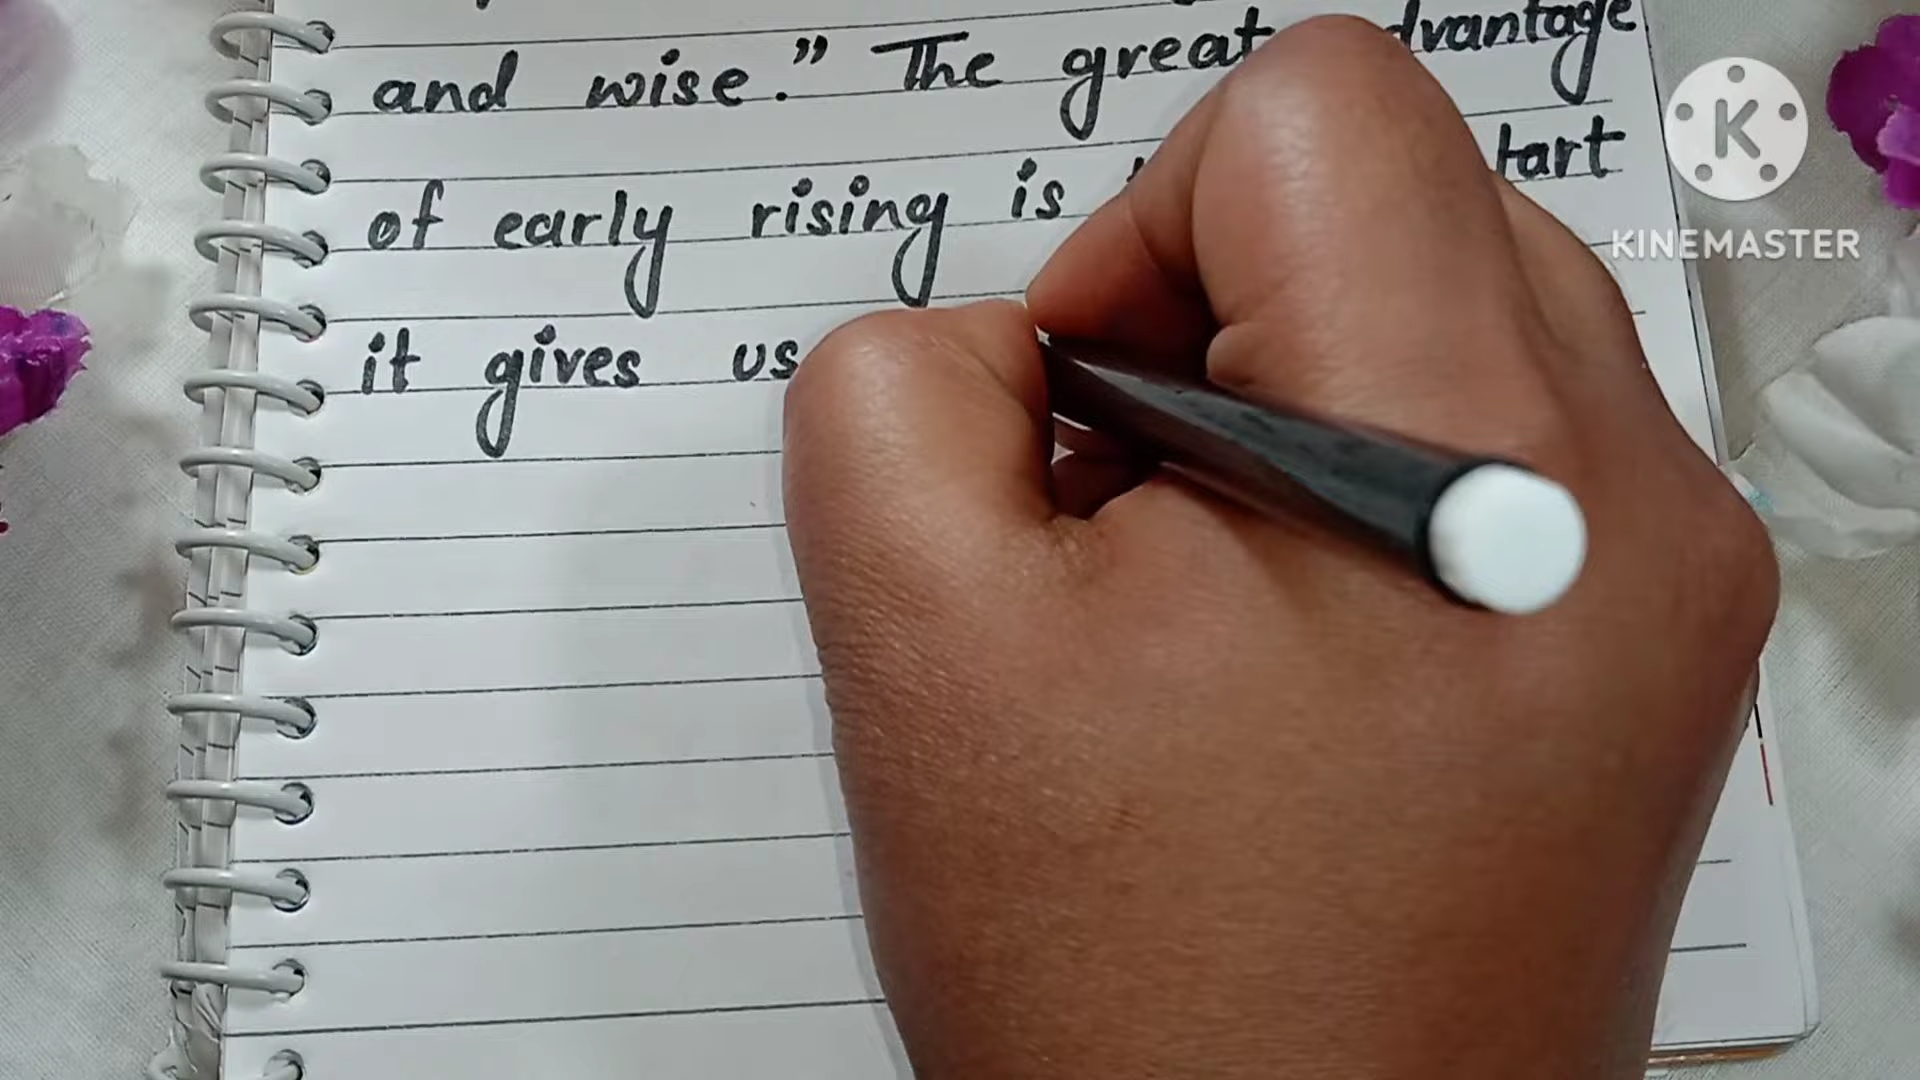 and wise." The great
of early rising is
it gives us
K
KINEMASTER